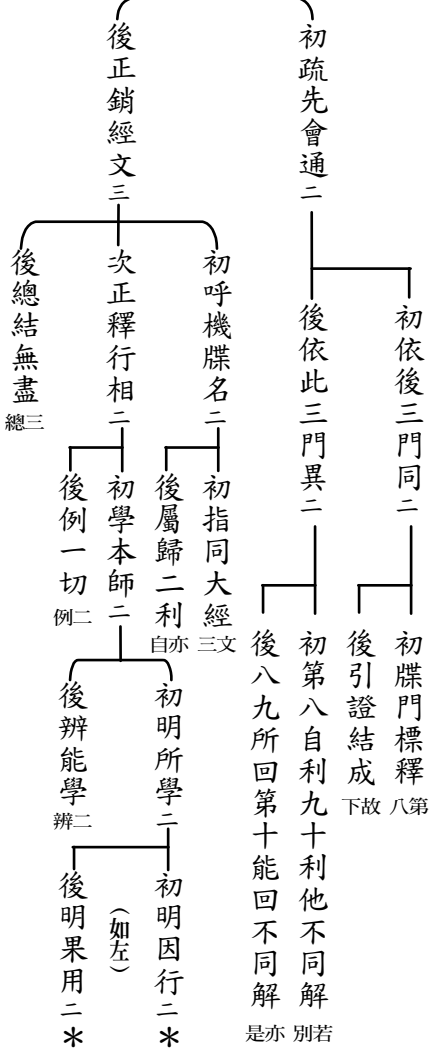 初疏先會通二
初依後三門同二
初牒門標釋
第八
後引證結成
故下
後依此三門異二
初第八自利九十利他不同解
若別
後八九所回第十能回不同解
亦是
後正銷經文三
初呼機牒名二
初指同大經
文三
後屬歸二利
亦自
次正釋行相二
初學本師二
初明所學二
初明因行二＊
（如左）
後明果用二＊
後辨能學
二辨
後例一切
二例
後總結無盡
三總